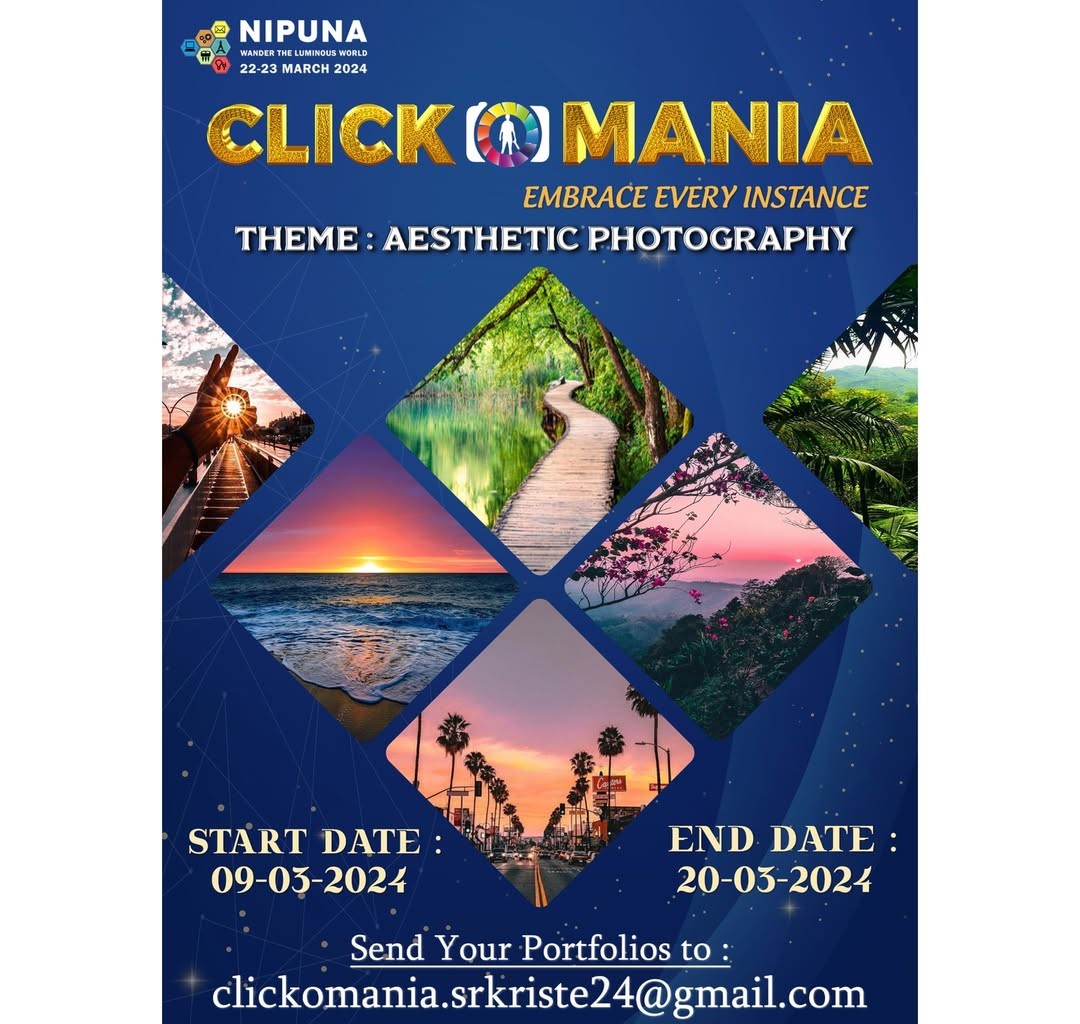 NIPUNA
WANDER THE LUMINOUS WORLD
22-23 MARCH 2024
CLICK MANIA
EMBRACE EVERY INSTANCE
THEME : AESTHETIC PHOTOGRAPHY
START DATE :
09-03-2024
END DATE :
20-03-2024
Send Your Portfolios to :
clickomania.srkriste24@gmail.com